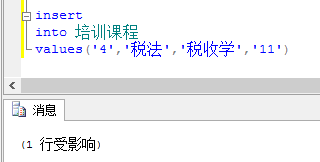 insert
into 培训课程
values('4','税法','税收学','11')
消息
(1 行受影响)